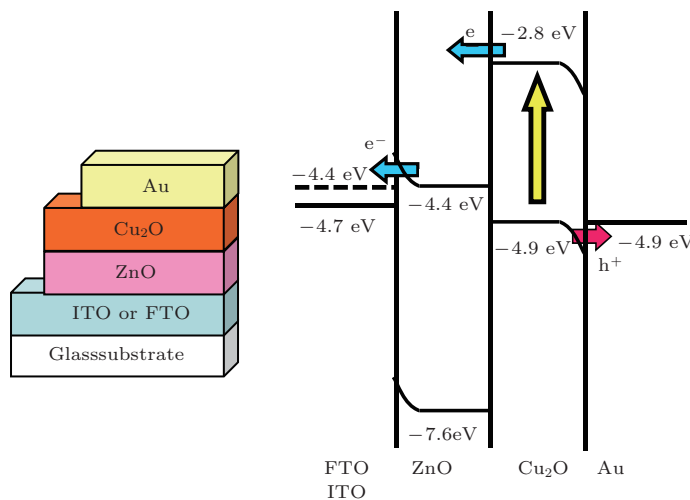 Au
Cu₂O
ZnO
ITO or FTO
Glasssubstrate
e
−2.8 eV
e⁻
−4.4 eV
−4.4 eV
−4.7 eV
−4.9 eV
−4.9 eV
h⁺
−7.6eV
FTO
ZnO
Cu₂O
Au
ITO